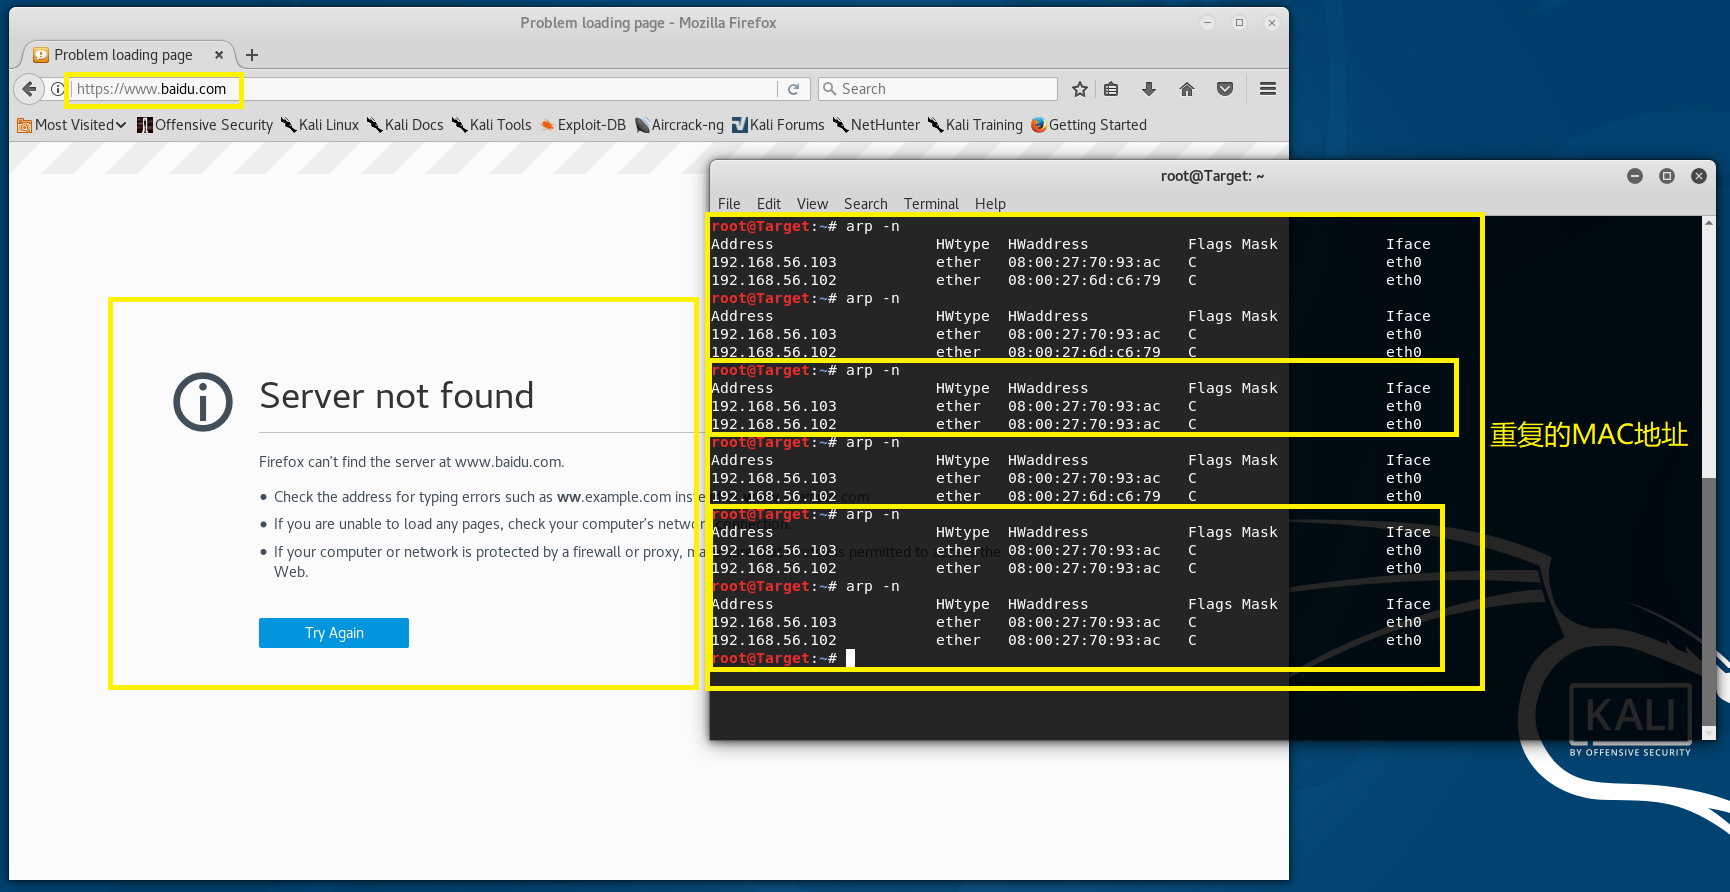 Problem loading page - Mozilla Firefox
Problem loading page
https://www.baidu.com
Search
Most Visited Offensive Security Kali Linux Kali Docs Kali Tools Exploit-DB Aircrack-ng Kali Forums NetHunter Kali Training Getting Started
Server not found
Firefox can't find the server at www.baidu.com.
Check the address for typing errors such as ww.example.com
If you are unable to load any pages, check your computer's network connection.
If your computer or network is protected by a firewall or proxy, permitted to the
Web.
Try Again
root@Target: ~
File Edit View Search Terminal Help
root@Target:~# arp -n
Address HWtype HWaddress Flags Mask Iface
192.168.56.103 ether 08:00:27:70:93:ac C eth0
192.168.56.102 ether 08:00:27:6d:c6:79 C eth0
root@Target:~# arp -n
Address HWtype HWaddress Flags Mask Iface
192.168.56.103 ether 08:00:27:70:93:ac C eth0
192.168.56.102 ether 08:00:27:6d:c6:79 C eth0
root@Target:~# arp -n
Address HWtype HWaddress Flags Mask Iface
192.168.56.103 ether 08:00:27:70:93:ac C eth0
192.168.56.102 ether 08:00:27:70:93:ac C eth0
root@Target:~# arp -n
Address HWtype HWaddress Flags Mask Iface
192.168.56.103 ether 08:00:27:70:93:ac C eth0
192.168.56.102 ether 08:00:27:6d:c6:79 C eth0
root@Target:~# arp -n
Address HWtype HWaddress Flags Mask Iface
192.168.56.103 ether 08:00:27:70:93:ac C eth0
192.168.56.102 ether 08:00:27:70:93:ac C eth0
root@Target:~# arp -n
Address HWtype HWaddress Flags Mask Iface
192.168.56.103 ether 08:00:27:70:93:ac C eth0
192.168.56.102 ether 08:00:27:70:93:ac C eth0
root@Target:~#
重复的MAC地址
KALI
BY OFFENSIVE SECURITY